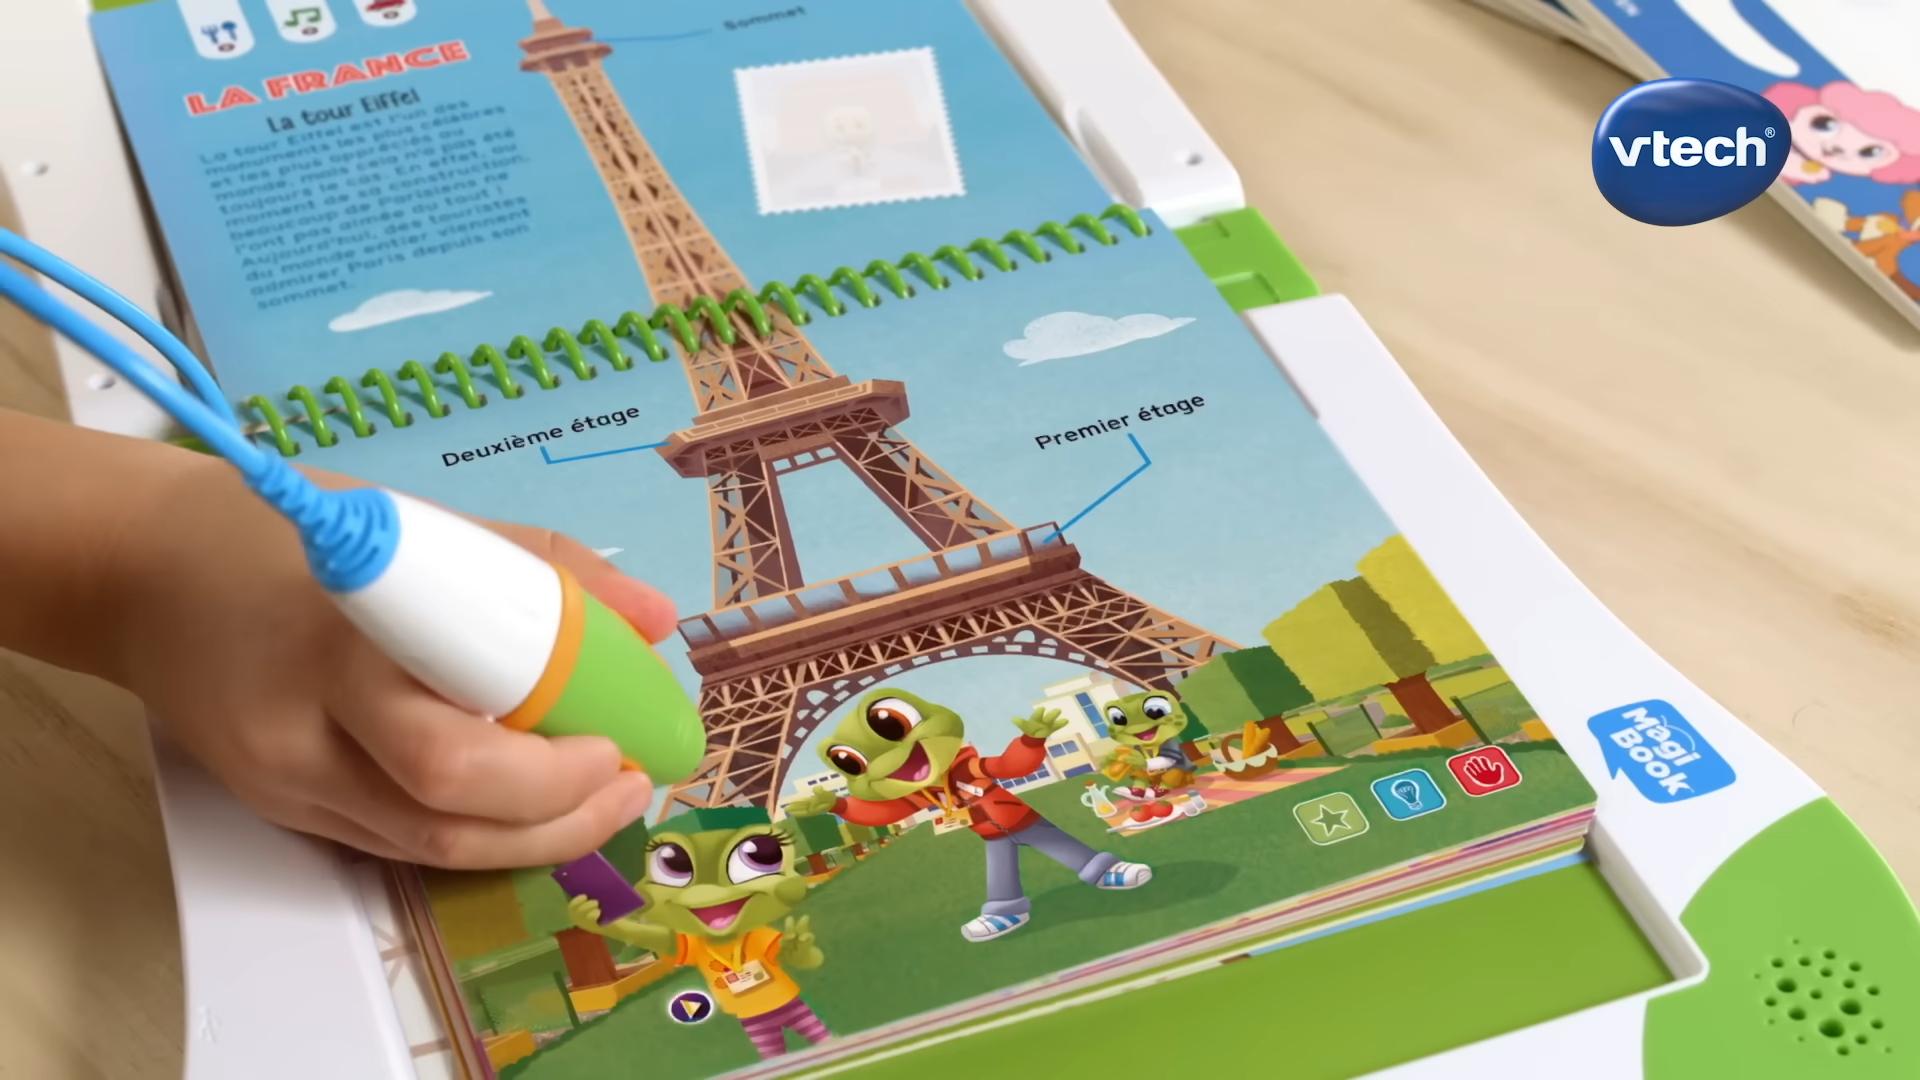 Sommet
LA FRANCE
La tour Eiffel
La tour Eiffel est l'un des
monuments les plus célèbres
et les plus appréciés au
monde, mais cela n'a pas été
toujours le cas. En effet, au
moment de sa construction,
beaucoup de Parisiens ne
l'ont pas aimée du tout !
Aujourd'hui, des touristes
du monde entier viennent
admirer Paris depuis son
sommet.
vtech®
Deuxième étage
Premier étage
Magi
Book